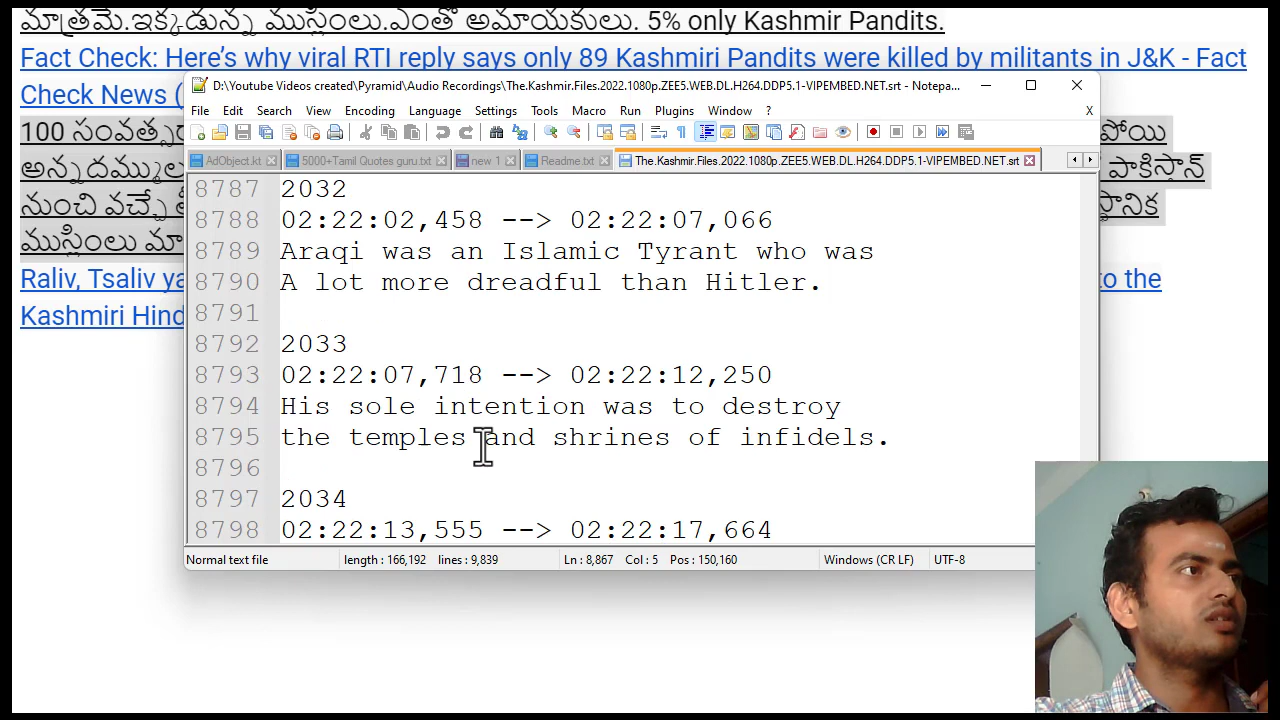 మాత్రమే.ఇక్కడున్న ముస్లింలు.ఎంతో అమాయకులు. 5% only Kashmir Pandits.
Fact Check: Here’s why viral RTI reply says only 89 Kashmiri Pandits were killed by militants in J&K - Fact
Check News (
D:\Youtube Videos created\Pyramid\Audio Recordings\The.Kashmir.Files.2022.1080p.ZEE5.WEB.DL.H264.DDP5.1-VIPEMBED.NET.srt - Notepa...
File Edit Search View Encoding Language Settings Tools Macro Run Plugins Window ? X
100 సంవత్సర
పోయి
AdObject.kt 5000+Tamil Quotes guru.txt new 1 Readme.txt The.Kashmir.Files.2022.1080p.ZEE5.WEB.DL.H264.DDP5.1-VIPEMBED.NET.srt
అన్నదమ్ముల
పాకిస్తాన్
నుంచి వచ్చే
స్థానిక
ముస్లింలు మా
Raliv, Tsaliv ya
to the
Kashmiri Hind
8787 2032
8788 02:22:02,458 --> 02:22:07,066
8789 Araqi was an Islamic Tyrant who was
8790 A lot more dreadful than Hitler.
8791
8792 2033
8793 02:22:07,718 --> 02:22:12,250
8794 His sole intention was to destroy
8795 the temples and shrines of infidels.
8796
8797 2034
8798 02:22:13,555 --> 02:22:17,664
Normal text file length : 166,192 lines : 9,839 Ln : 8,867 Col : 5 Pos : 150,160 Windows (CR LF) UTF-8